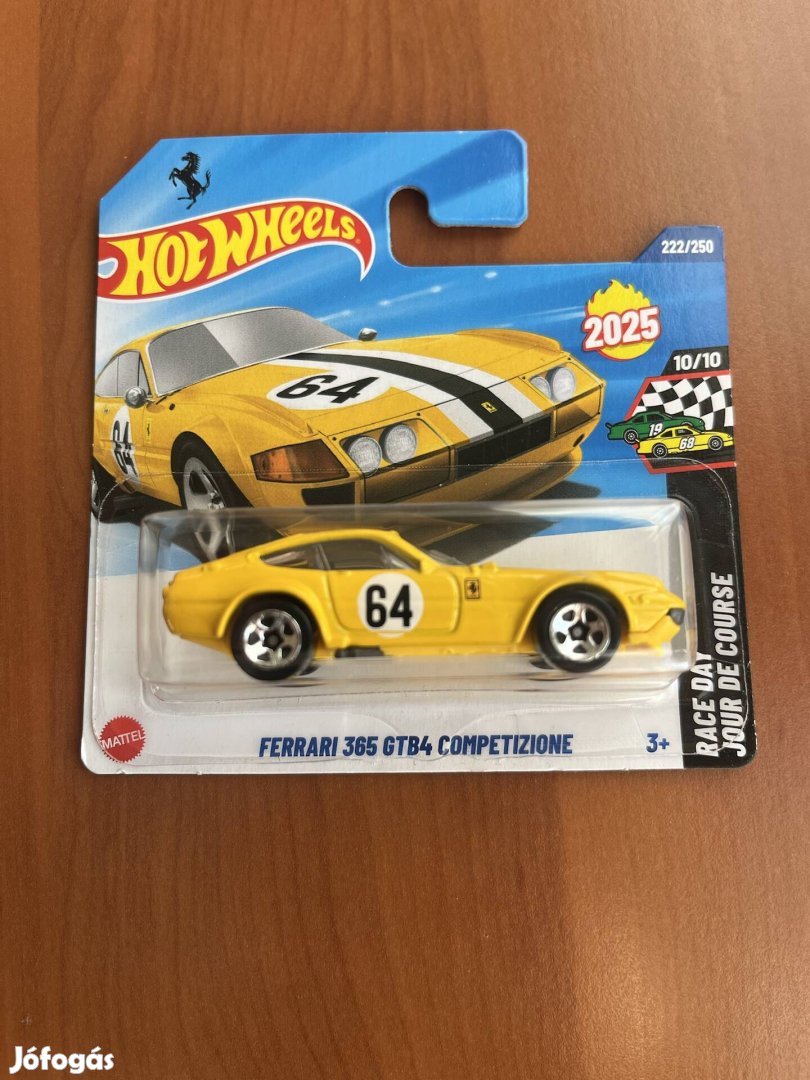 HOT WHEELS
222/250
2025
10/10
19
68
64
64
64
RACE DAY
JOUR DE COURSE
MATTEL
FERRARI 365 GTB4 COMPETIZIONE
3+
Jófogás